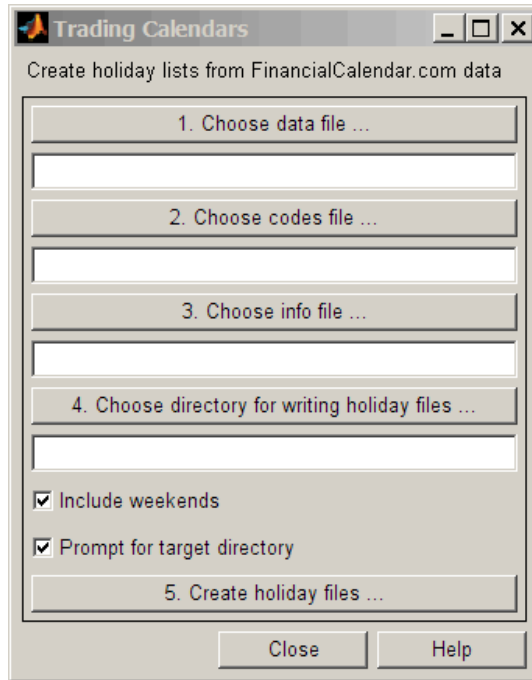 Trading Calendars
Create holiday lists from FinancialCalendar.com data
1. Choose data file ...
2. Choose codes file ...
3. Choose info file ...
4. Choose directory for writing holiday files ...
Include weekends
Prompt for target directory
5. Create holiday files ...
Close Help